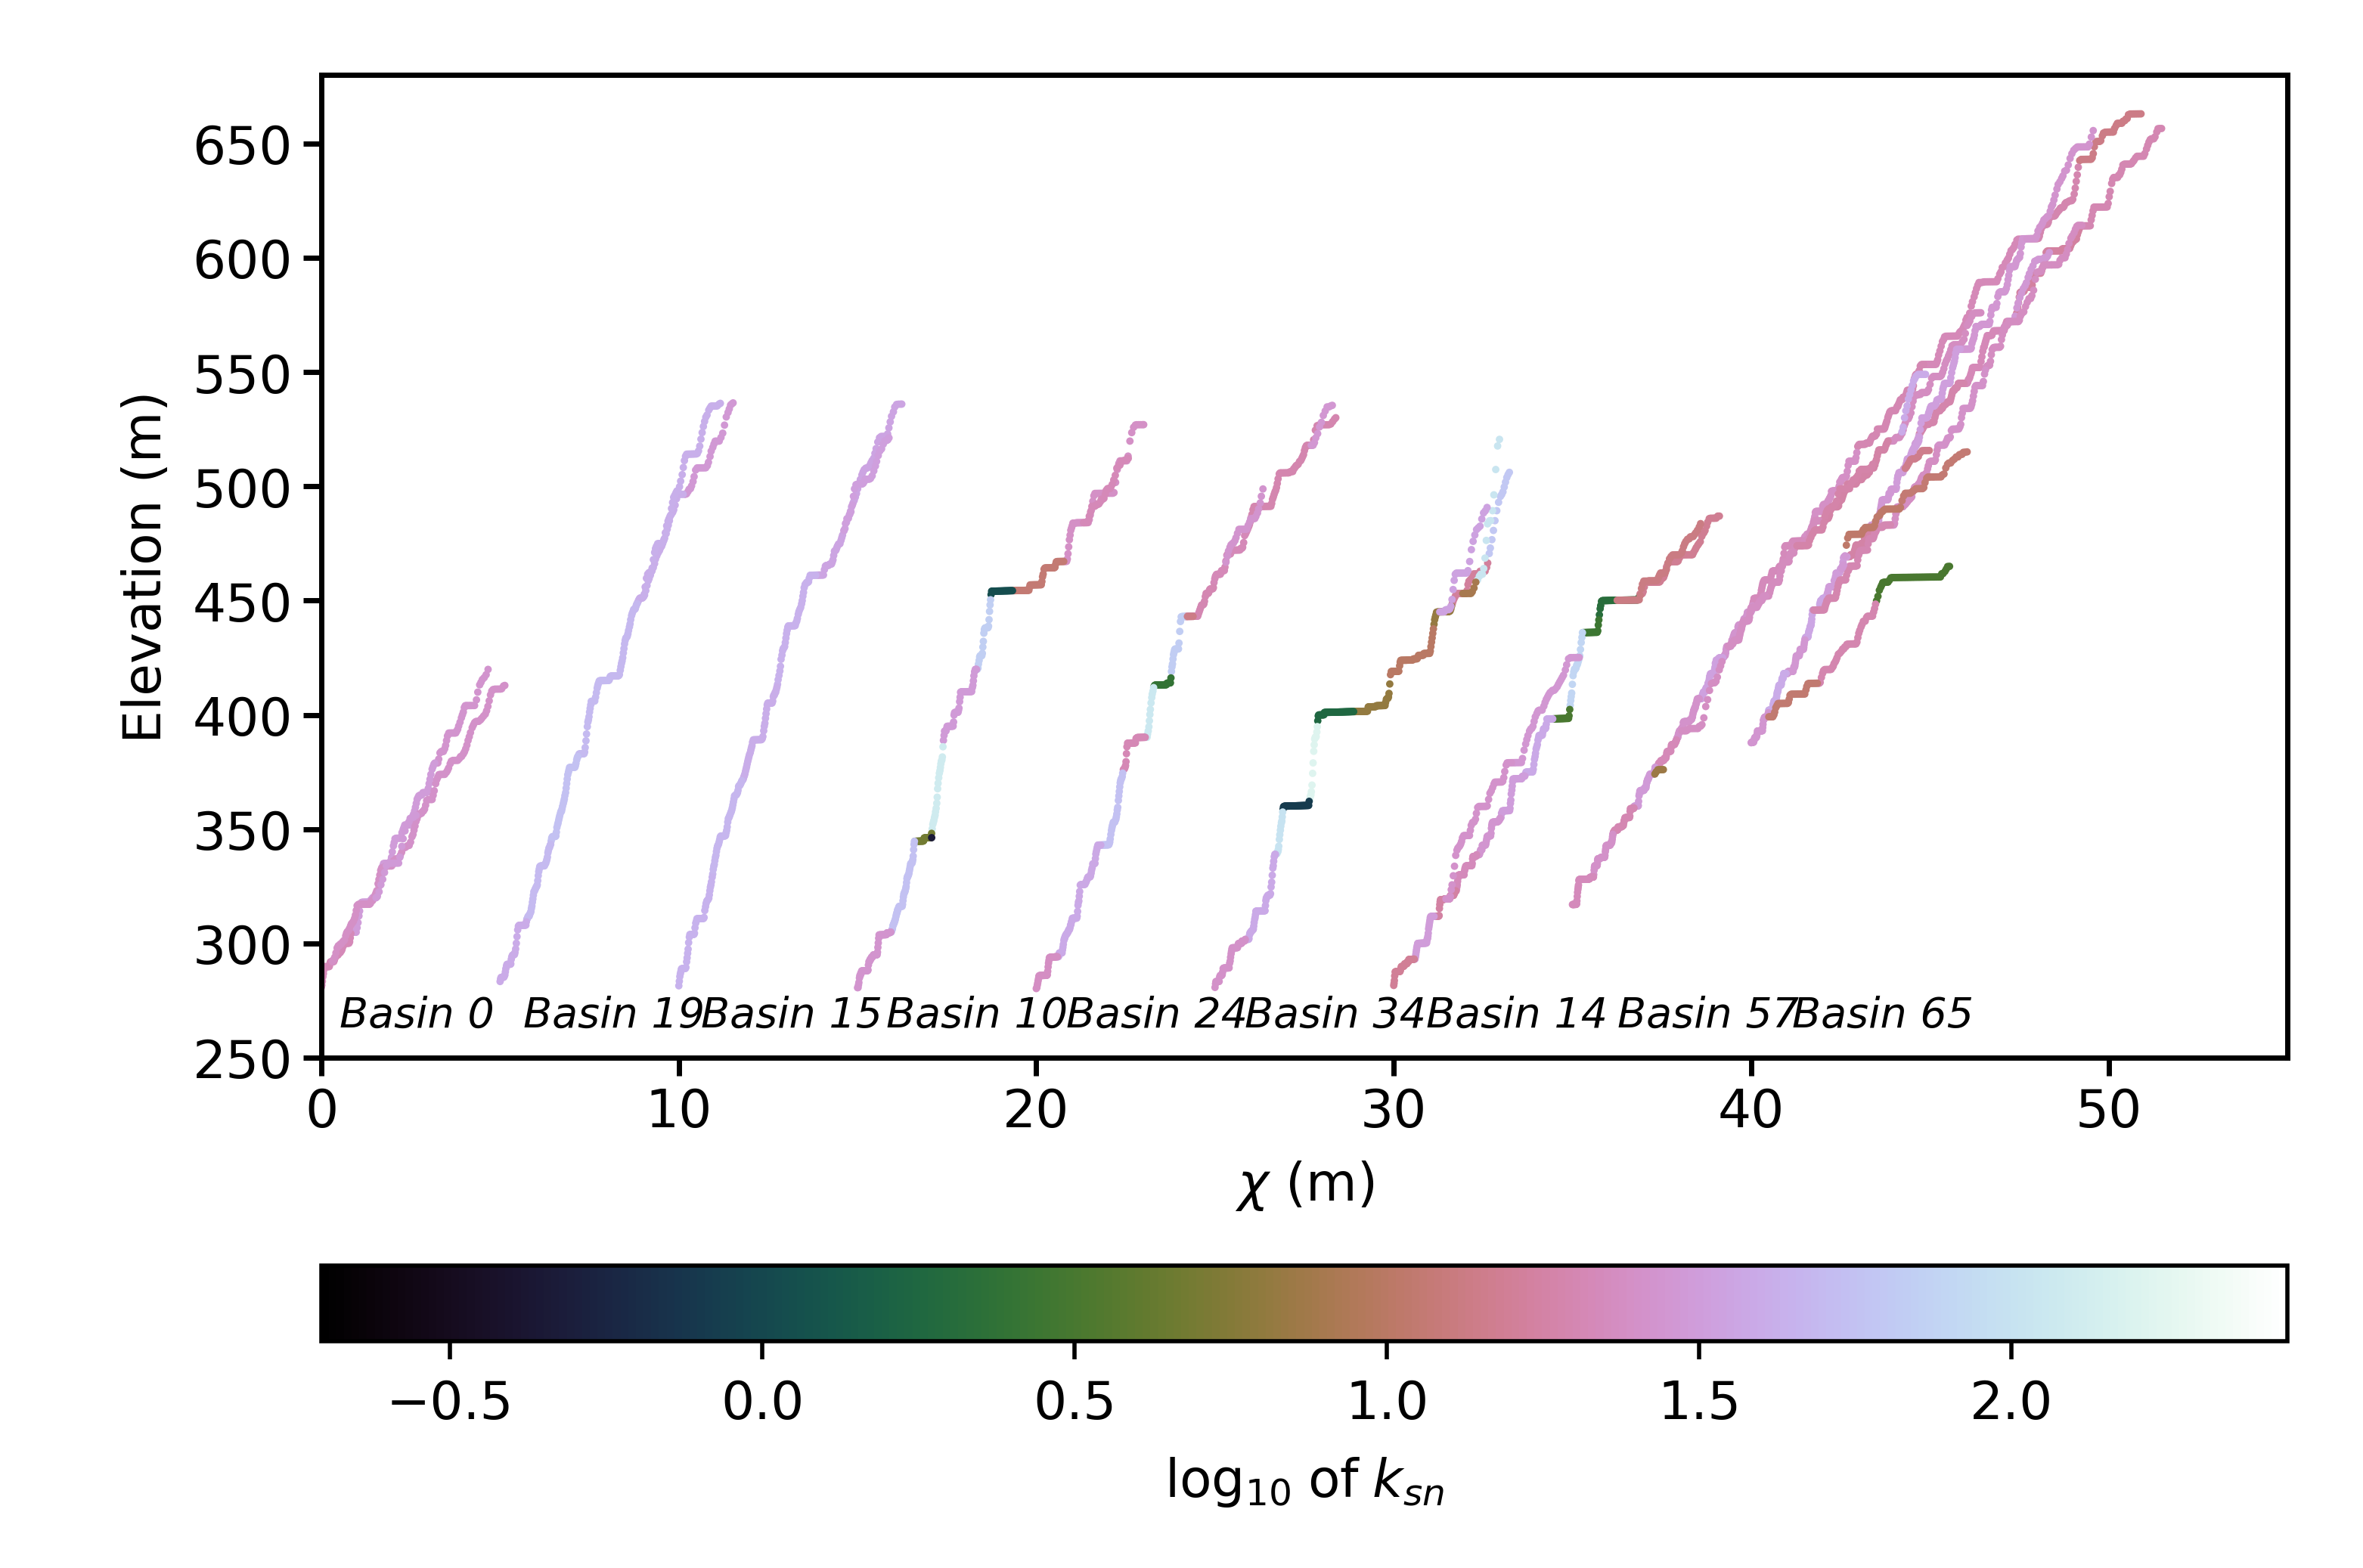 650
600
550
500
450
400
350
300
250
Elevation (m)
Basin 0 Basin 19 Basin 15 Basin 10 Basin 24 Basin 34 Basin 14 Basin 57 Basin 65
0 10 20 30 40 50
χ (m)
−0.5 0.0 0.5 1.0 1.5 2.0
log₁₀ of kₛₙ